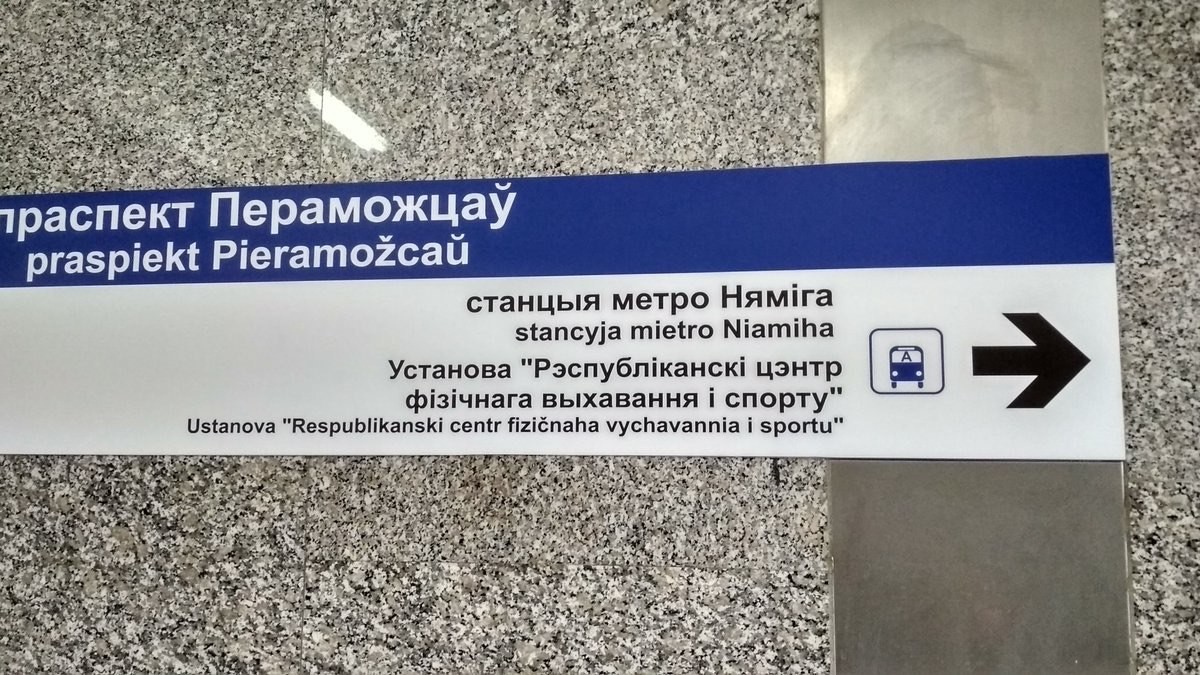 праспект Пераможцаў
praspiekt Pieramožcaŭ
станцыя метро Няміга
stancyja mietro Niamiha
Установа "Рэспубліканскі цэнтр
фізічнага выхавання і спорту"
Ustanova "Respublikanski centr fizičnaha vychavannia i sportu"
A